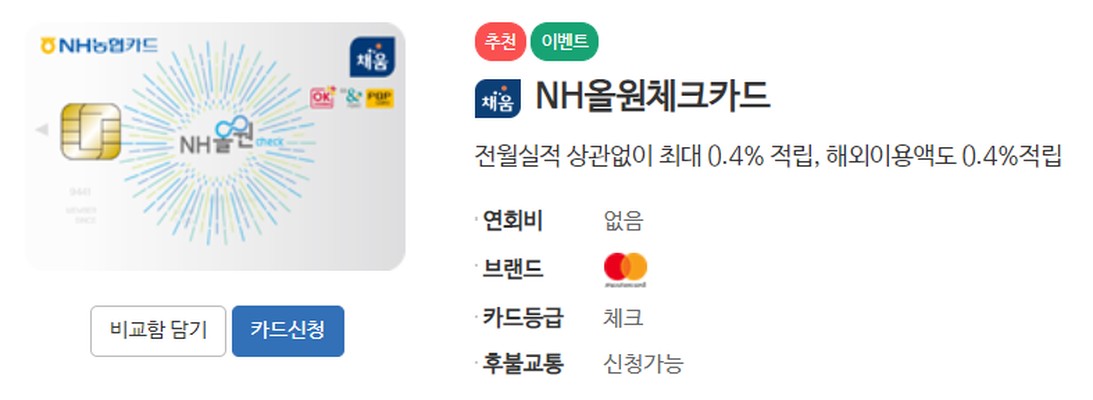 NH농협카드
채움
OK
& POP
NH올원 check
비교함 담기
카드신청
추천 이벤트
채움 NH올원체크카드
전월실적 상관없이 최대 0.4% 적립, 해외이용액도 0.4%적립
· 연회비 없음
· 브랜드 mastercard
· 카드등급 체크
· 후불교통 신청가능